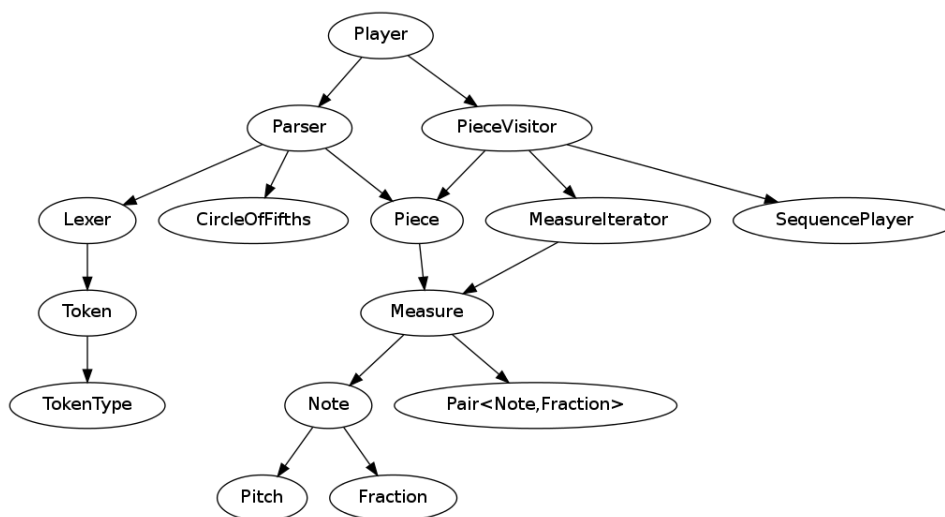 Player
Parser
PieceVisitor
Lexer
CircleOfFifths
Piece
MeasureIterator
SequencePlayer
Token
Measure
TokenType
Note
Pair<Note,Fraction>
Pitch
Fraction